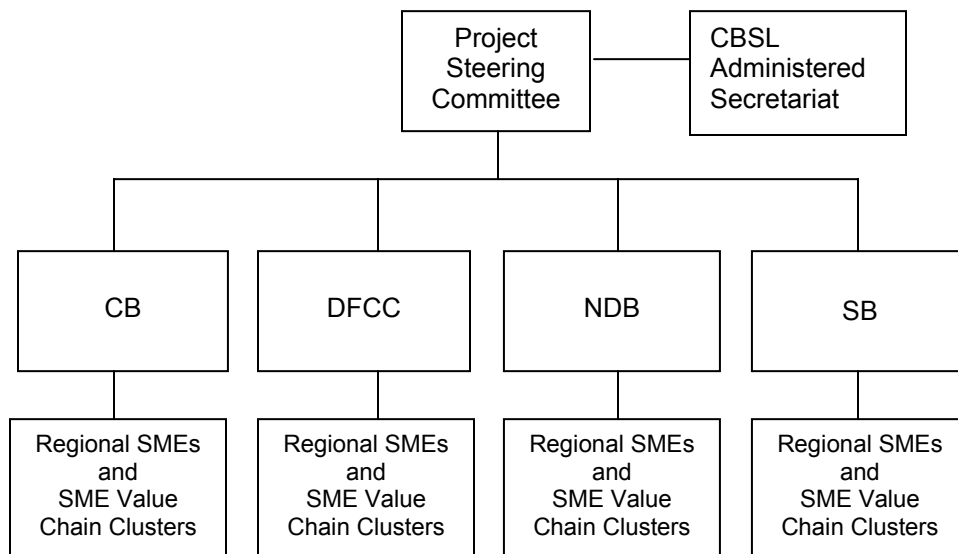 Project
Steering
Committee
CBSL
Administered
Secretariat
CB
DFCC
NDB
SB
Regional SMEs
and
SME Value
Chain Clusters
Regional SMEs
and
SME Value
Chain Clusters
Regional SMEs
and
SME Value
Chain Clusters
Regional SMEs
and
SME Value
Chain Clusters